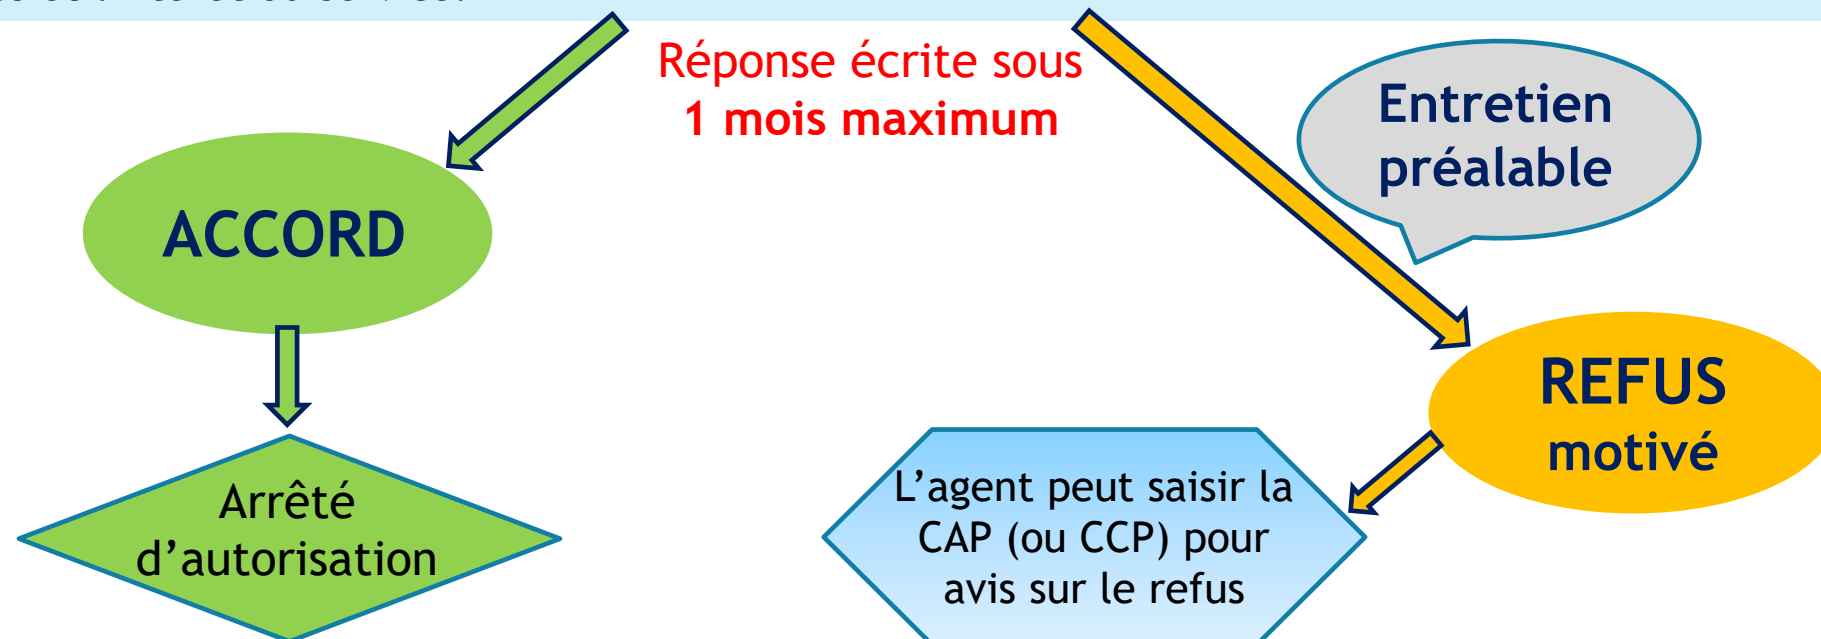 Réponse écrite sous
1 mois maximum
Entretien
préalable
ACCORD
REFUS
motivé
Arrêté
d’autorisation
L’agent peut saisir la
CAP (ou CCP) pour
avis sur le refus